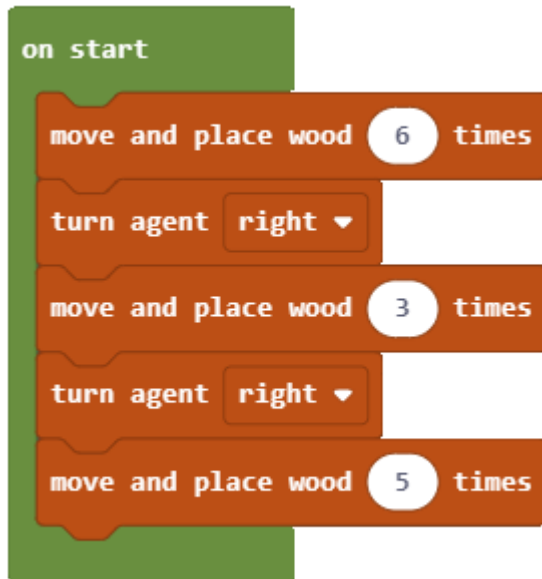 on start
move and place wood 6 times
turn agent right
move and place wood 3 times
turn agent right
move and place wood 5 times